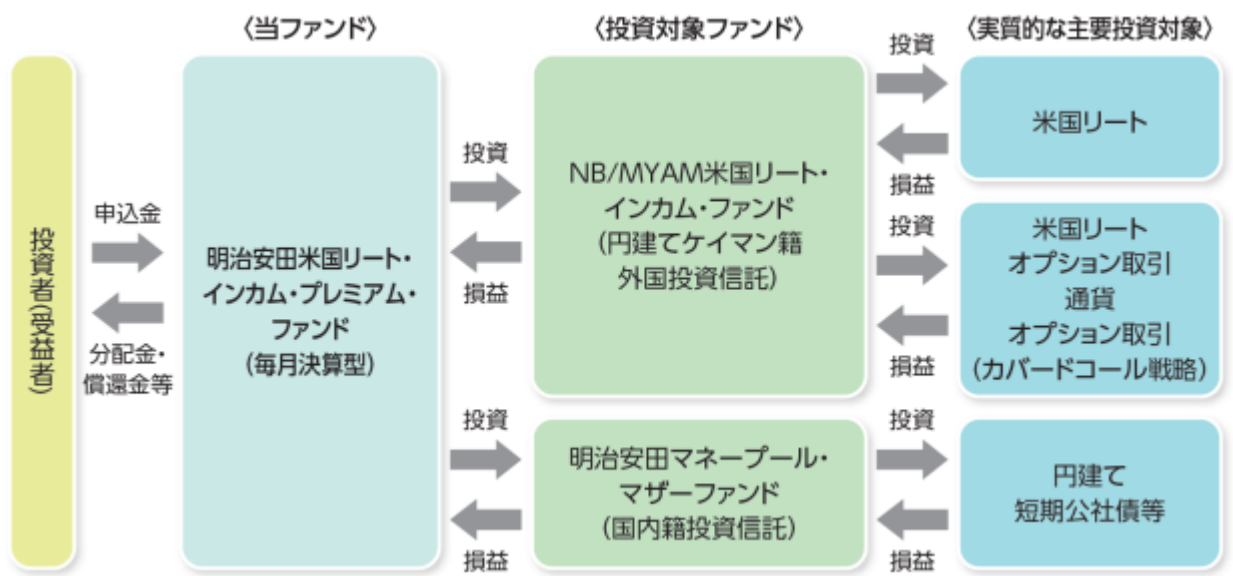 〈当ファンド〉
〈投資対象ファンド〉
〈実質的な主要投資対象〉
投資者(受益者)
申込金
分配金・
償還金等
明治安田米国リート・
インカム・プレミアム・
ファンド
(毎月決算型)
投資
損益
NB/MYAM米国リート・
インカム・ファンド
(円建てケイマン籍
外国投資信託)
投資
損益
米国リート
投資
損益
米国リート
オプション取引
通貨
オプション取引
(カバードコール戦略)
投資
損益
明治安田マネープール・
マザーファンド
(国内籍投資信託)
投資
損益
円建て
短期公社債等